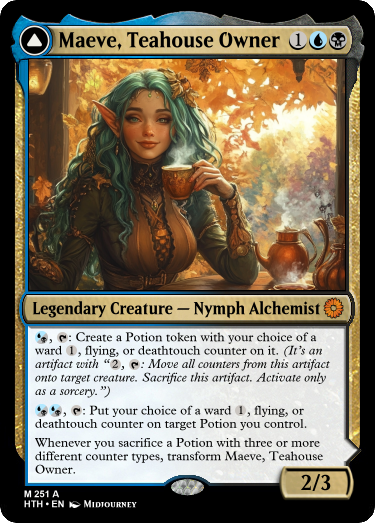 Maeve, Teahouse Owner 1
Legendary Creature — Nymph Alchemist
, : Create a Potion token with your choice of a
ward 1, flying, or deathtouch counter on it. (It's an
artifact with “2, : Move all counters from this artifact
onto target creature. Sacrifice this artifact. Activate only
as a sorcery.”)
, : Put your choice of a ward 1, flying, or
deathtouch counter on target Potion you control.
Whenever you sacrifice a Potion with three or more
different counter types, transform Maeve, Teahouse
Owner.
2/3
M 251 A
HTH • EN Midjourney